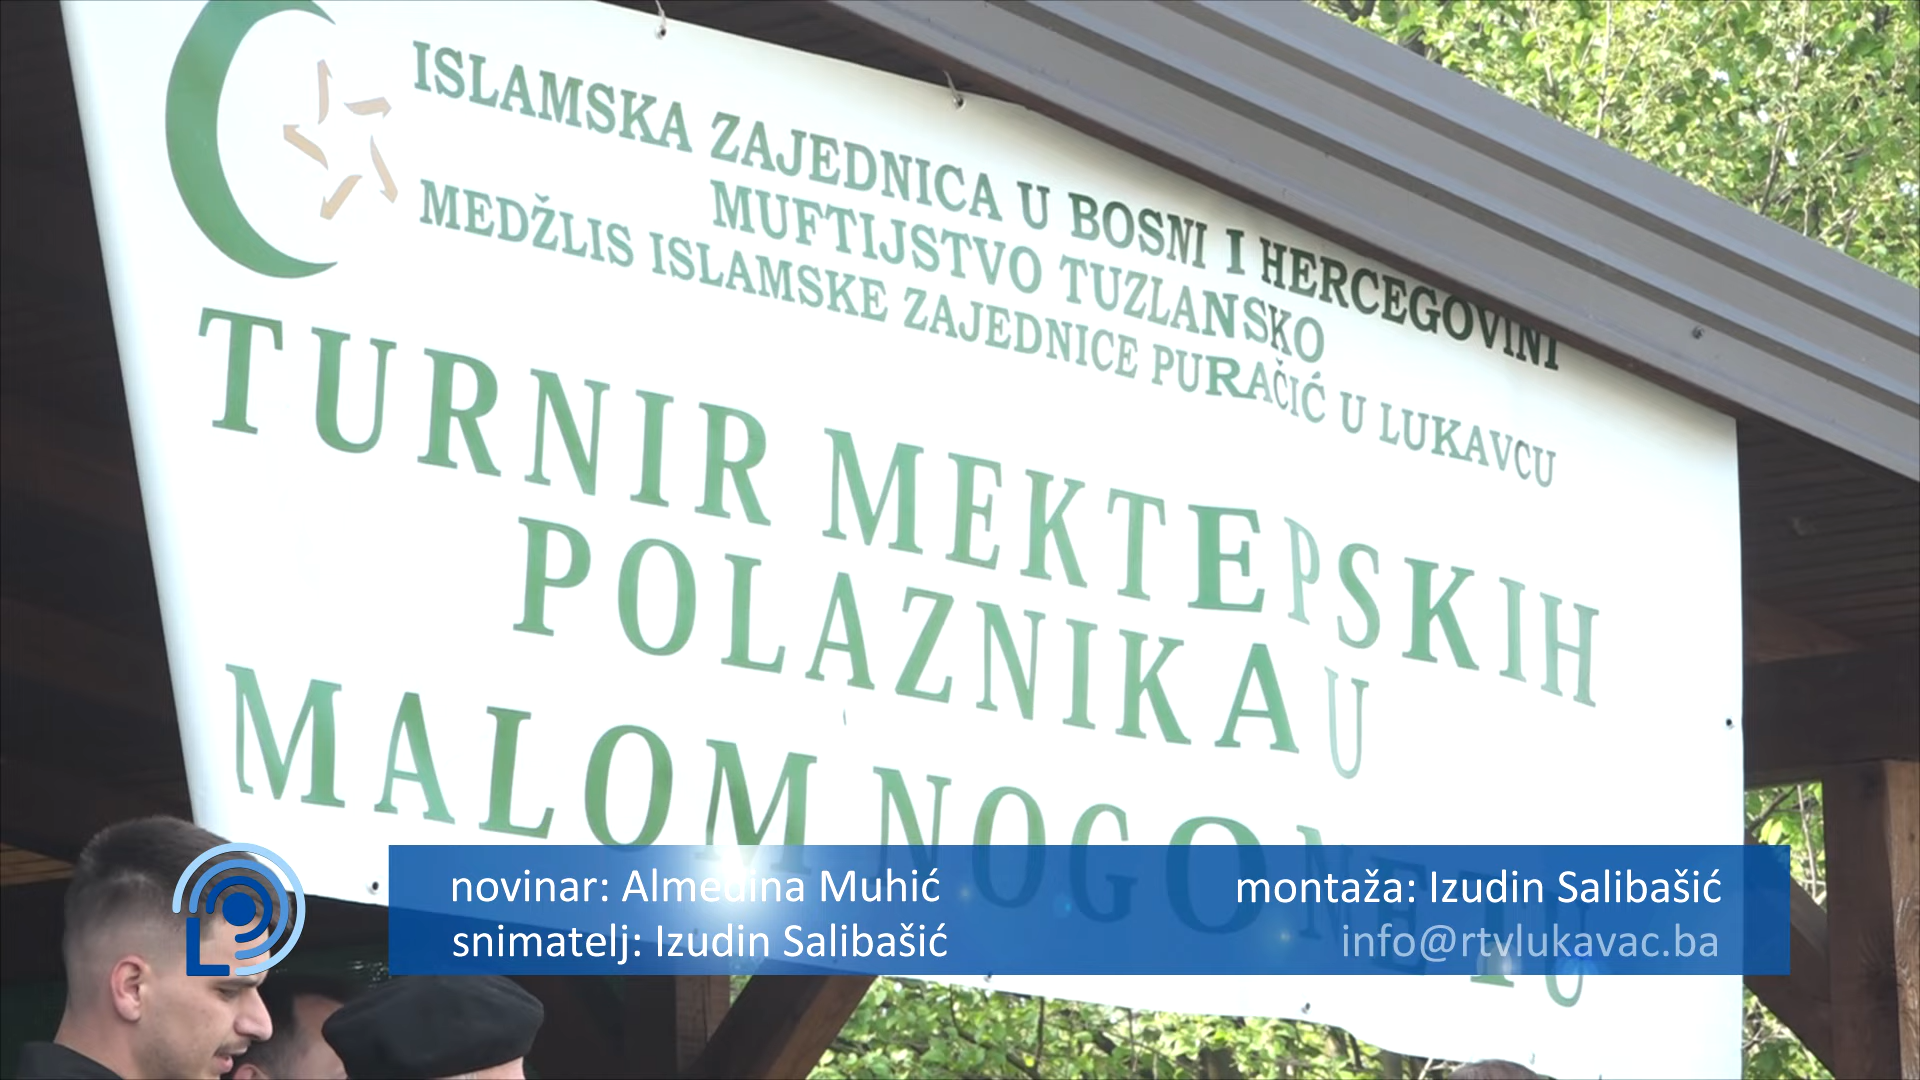 ISLAMSKA ZAJEDNICA U BOSNI I HERCEGOVINI
MUFTIJSTVO TUZLANSKO
MEDŽLIS ISLAMSKE ZAJEDNICE PURAČIĆ U LUKAVCU
TURNIR MEKTEPSKIH
POLAZNIKA U
MALOM NOGOMETU
novinar: Almedina Muhić
snimatelj: Izudin Salibašić
montaža: Izudin Salibašić
info@rtvlukavac.ba